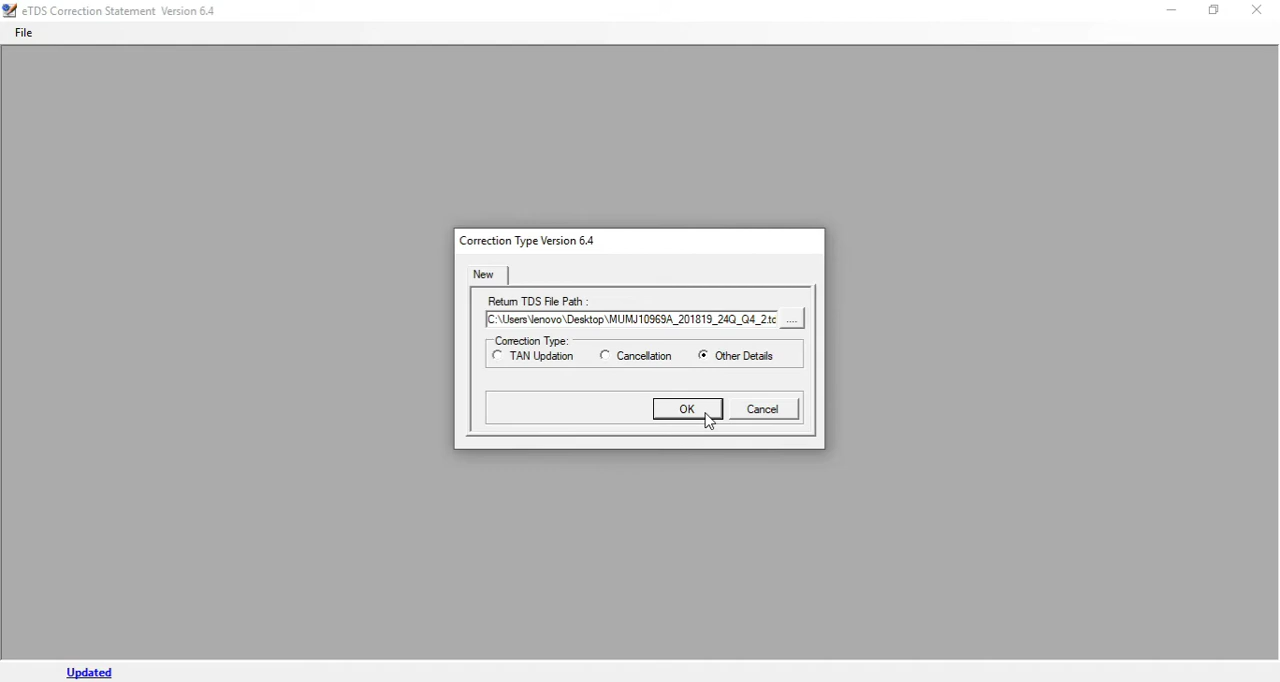 eTDS Correction Statement Version 6.4
File
Correction Type Version 6.4
New
Return TDS File Path :
C:\Users\lenovo\Desktop\MUMJ10969A_201819_24Q_Q4_2.tc
....
Correction Type:
TAN Updation Cancellation Other Details
OK Cancel
Updated